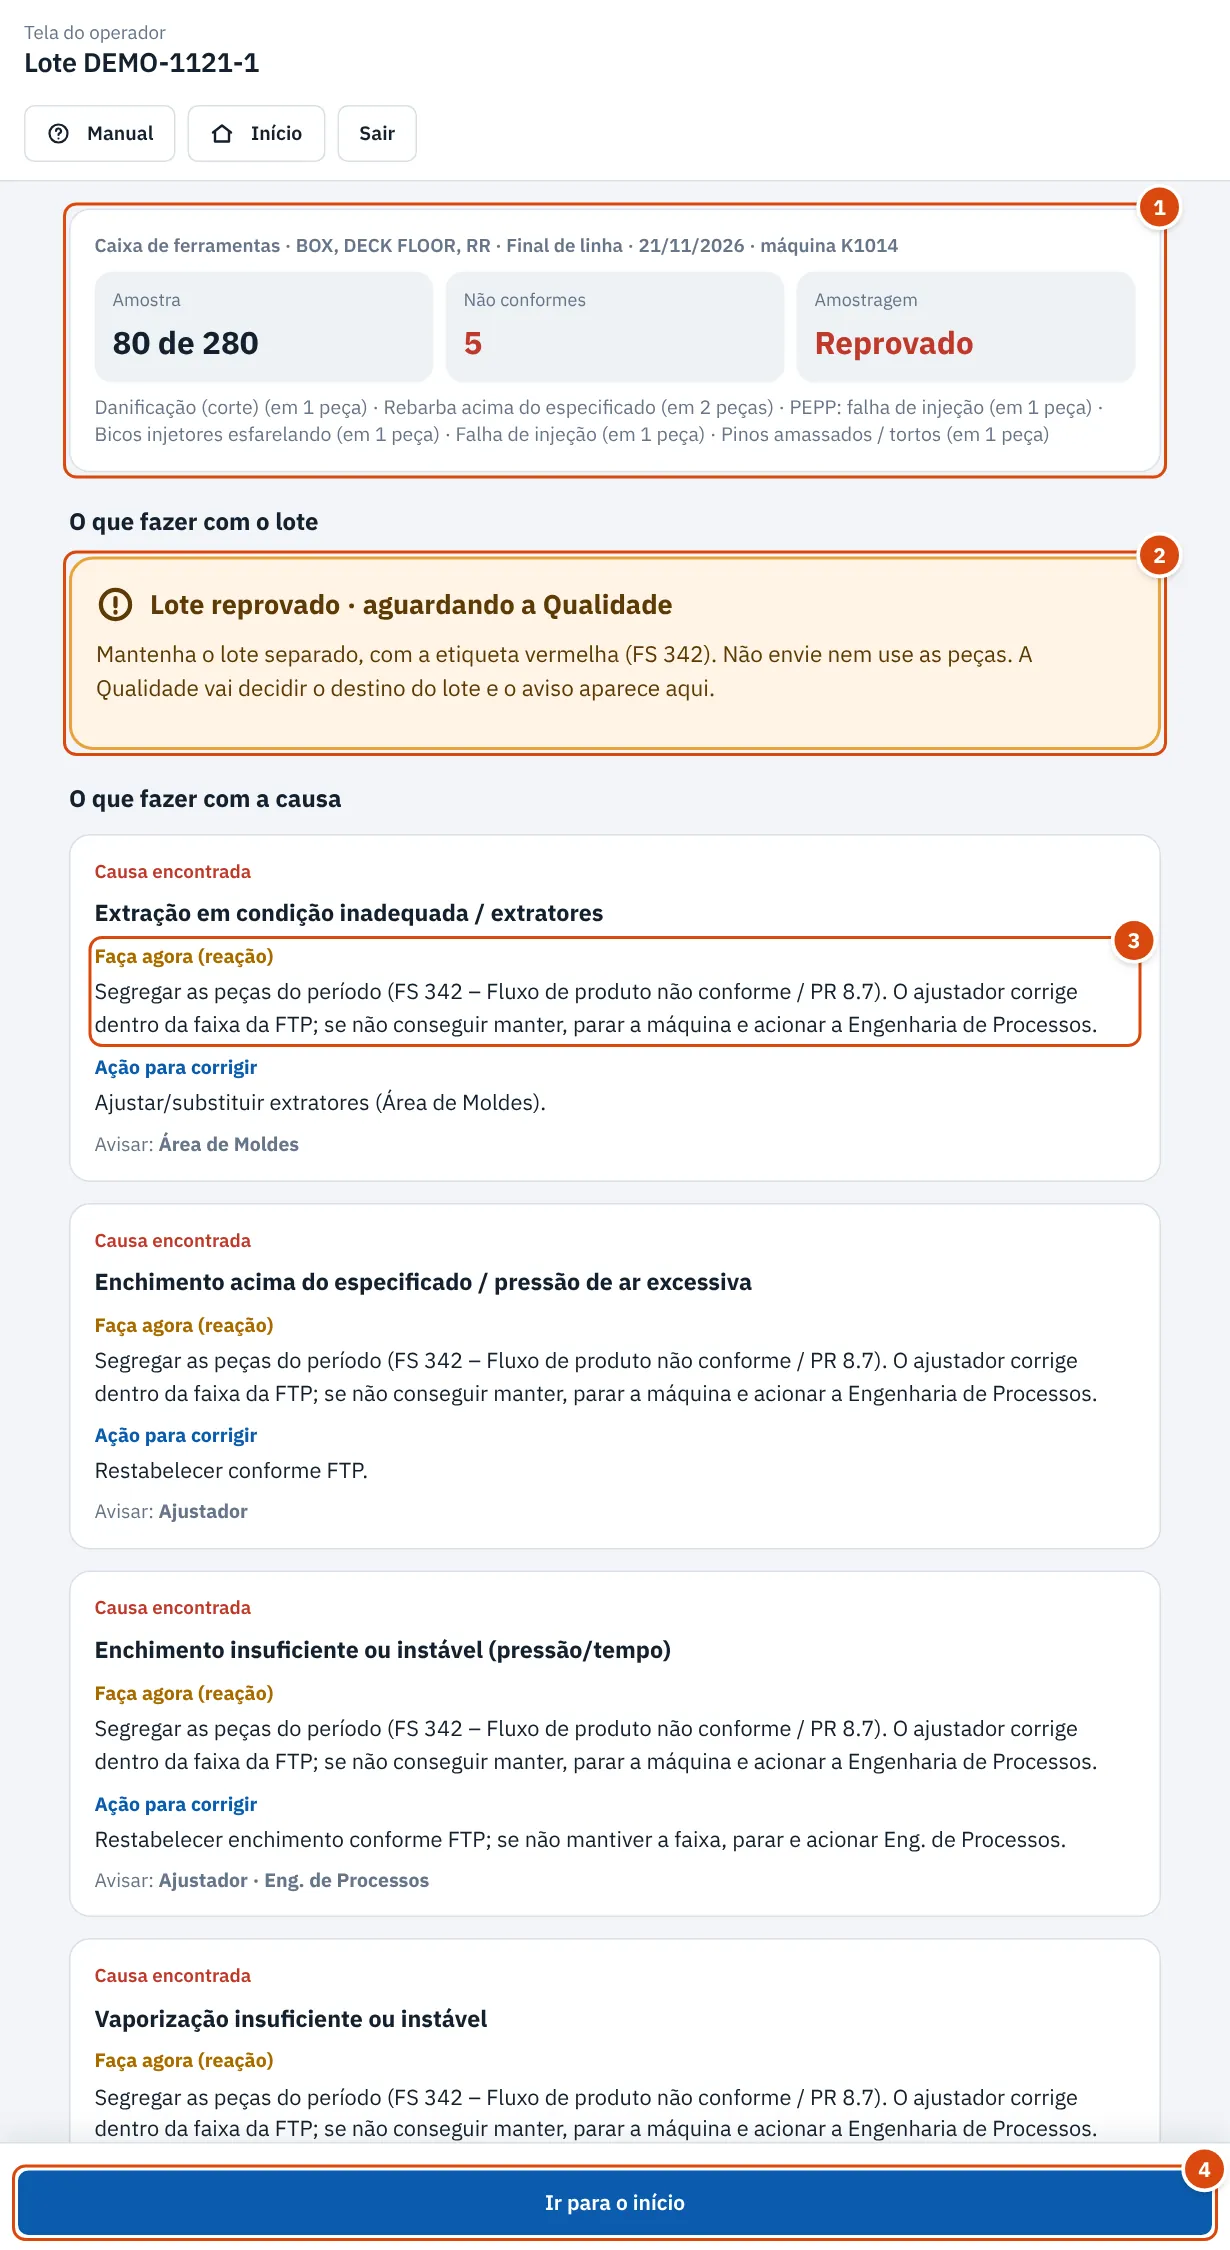 Tela do operador
Lote DEMO-1121-1
Manual
Início
Sair
1
Caixa de ferramentas · BOX, DECK FLOOR, RR · Final de linha · 21/11/2026 · máquina K1014
Amostra
80 de 280
Não conformes
5
Amostragem
Reprovado
Danificação (corte) (em 1 peça) · Rebarba acima do especificado (em 2 peças) · PEPP: falha de injeção (em 1 peça) ·
Bicos injetores esfarelando (em 1 peça) · Falha de injeção (em 1 peça) · Pinos amassados / tortos (em 1 peça)
O que fazer com o lote
2
Lote reprovado · aguardando a Qualidade
Mantenha o lote separado, com a etiqueta vermelha (FS 342). Não envie nem use as peças. A
Qualidade vai decidir o destino do lote e o aviso aparece aqui.
O que fazer com a causa
Causa encontrada
Extração em condição inadequada / extratores
3
Faça agora (reação)
Segregar as peças do período (FS 342 – Fluxo de produto não conforme / PR 8.7). O ajustador corrige
dentro da faixa da FTP; se não conseguir manter, parar a máquina e acionar a Engenharia de Processos.
Ação para corrigir
Ajustar/substituir extratores (Área de Moldes).
Avisar: Área de Moldes
Causa encontrada
Enchimento acima do especificado / pressão de ar excessiva
Faça agora (reação)
Segregar as peças do período (FS 342 – Fluxo de produto não conforme / PR 8.7). O ajustador corrige
dentro da faixa da FTP; se não conseguir manter, parar a máquina e acionar a Engenharia de Processos.
Ação para corrigir
Restabelecer conforme FTP.
Avisar: Ajustador
Causa encontrada
Enchimento insuficiente ou instável (pressão/tempo)
Faça agora (reação)
Segregar as peças do período (FS 342 – Fluxo de produto não conforme / PR 8.7). O ajustador corrige
dentro da faixa da FTP; se não conseguir manter, parar a máquina e acionar a Engenharia de Processos.
Ação para corrigir
Restabelecer enchimento conforme FTP; se não mantiver a faixa, parar e acionar Eng. de Processos.
Avisar: Ajustador · Eng. de Processos
Causa encontrada
Vaporização insuficiente ou instável
Faça agora (reação)
Segregar as peças do período (FS 342 – Fluxo de produto não conforme / PR 8.7). O ajustador corrige
dentro da faixa da FTP; se não conseguir manter, parar a máquina e acionar a Engenharia de Processos.
4
Ir para o início